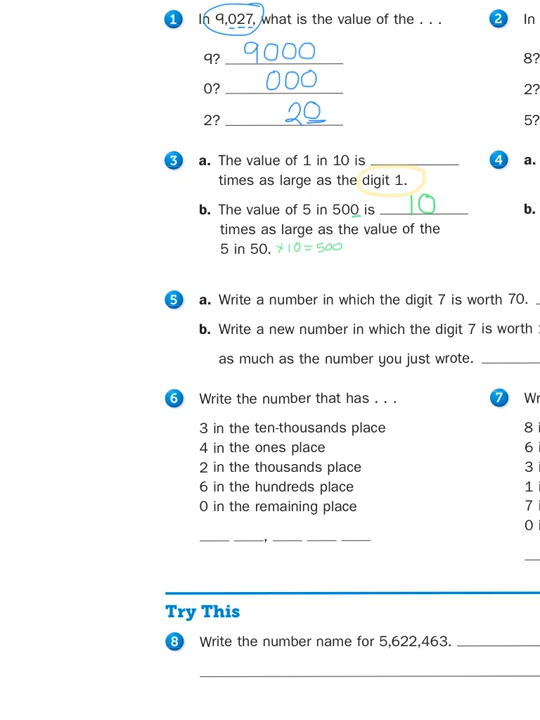 1 In 9,027, what is the value of the . . .
9? 9000
0? 000
2? 20
2 In
8?
2?
5?
3 a. The value of 1 in 10 is
times as large as the digit 1.
b. The value of 5 in 500 is 10
times as large as the value of the
5 in 50. ×10=500
4 a.
b.
5 a. Write a number in which the digit 7 is worth 70.
b. Write a new number in which the digit 7 is worth
as much as the number you just wrote.
6 Write the number that has . . .
3 in the ten-thousands place
4 in the ones place
2 in the thousands place
6 in the hundreds place
0 in the remaining place
,
7 Wr
8 i
6 i
3 i
1 i
7 i
0 i
Try This
8 Write the number name for 5,622,463.